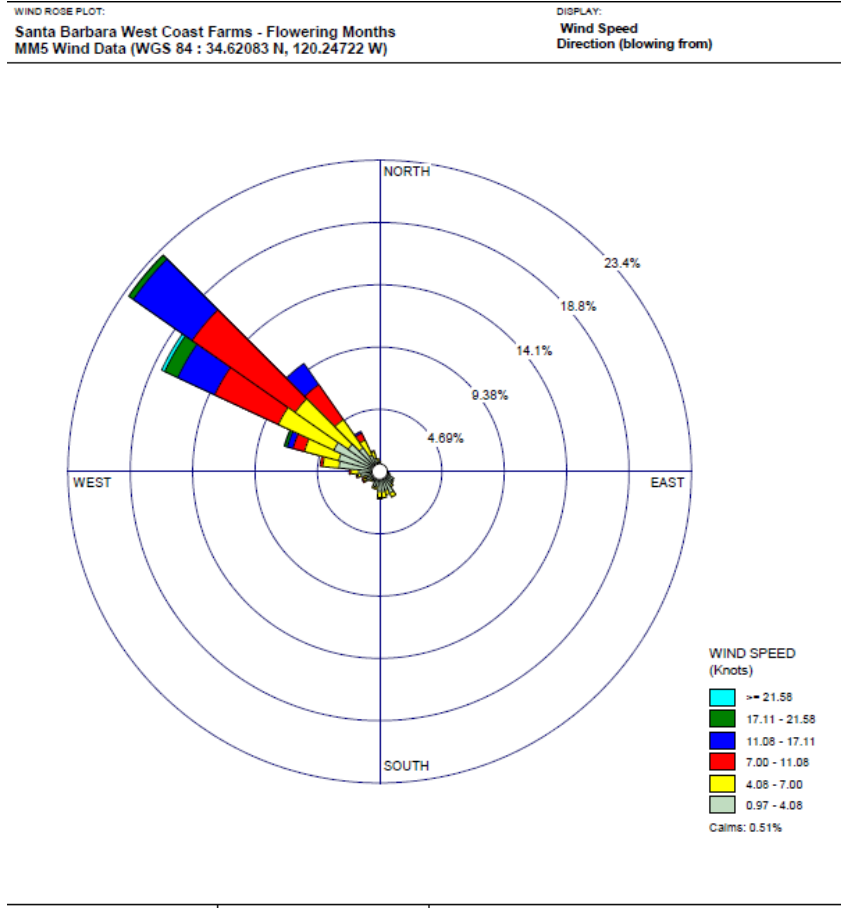 WIND ROSE PLOT:
Santa Barbara West Coast Farms - Flowering Months
MM5 Wind Data (WGS 84 : 34.62083 N, 120.24722 W)
DISPLAY:
Wind Speed
Direction (blowing from)
NORTH
23.4%
18.8%
14.1%
9.38%
4.69%
WEST
EAST
SOUTH
WIND SPEED
(Knots)
>= 21.58
17.11 - 21.58
11.08 - 17.11
7.00 - 11.08
4.08 - 7.00
0.97 - 4.08
Calms: 0.51%